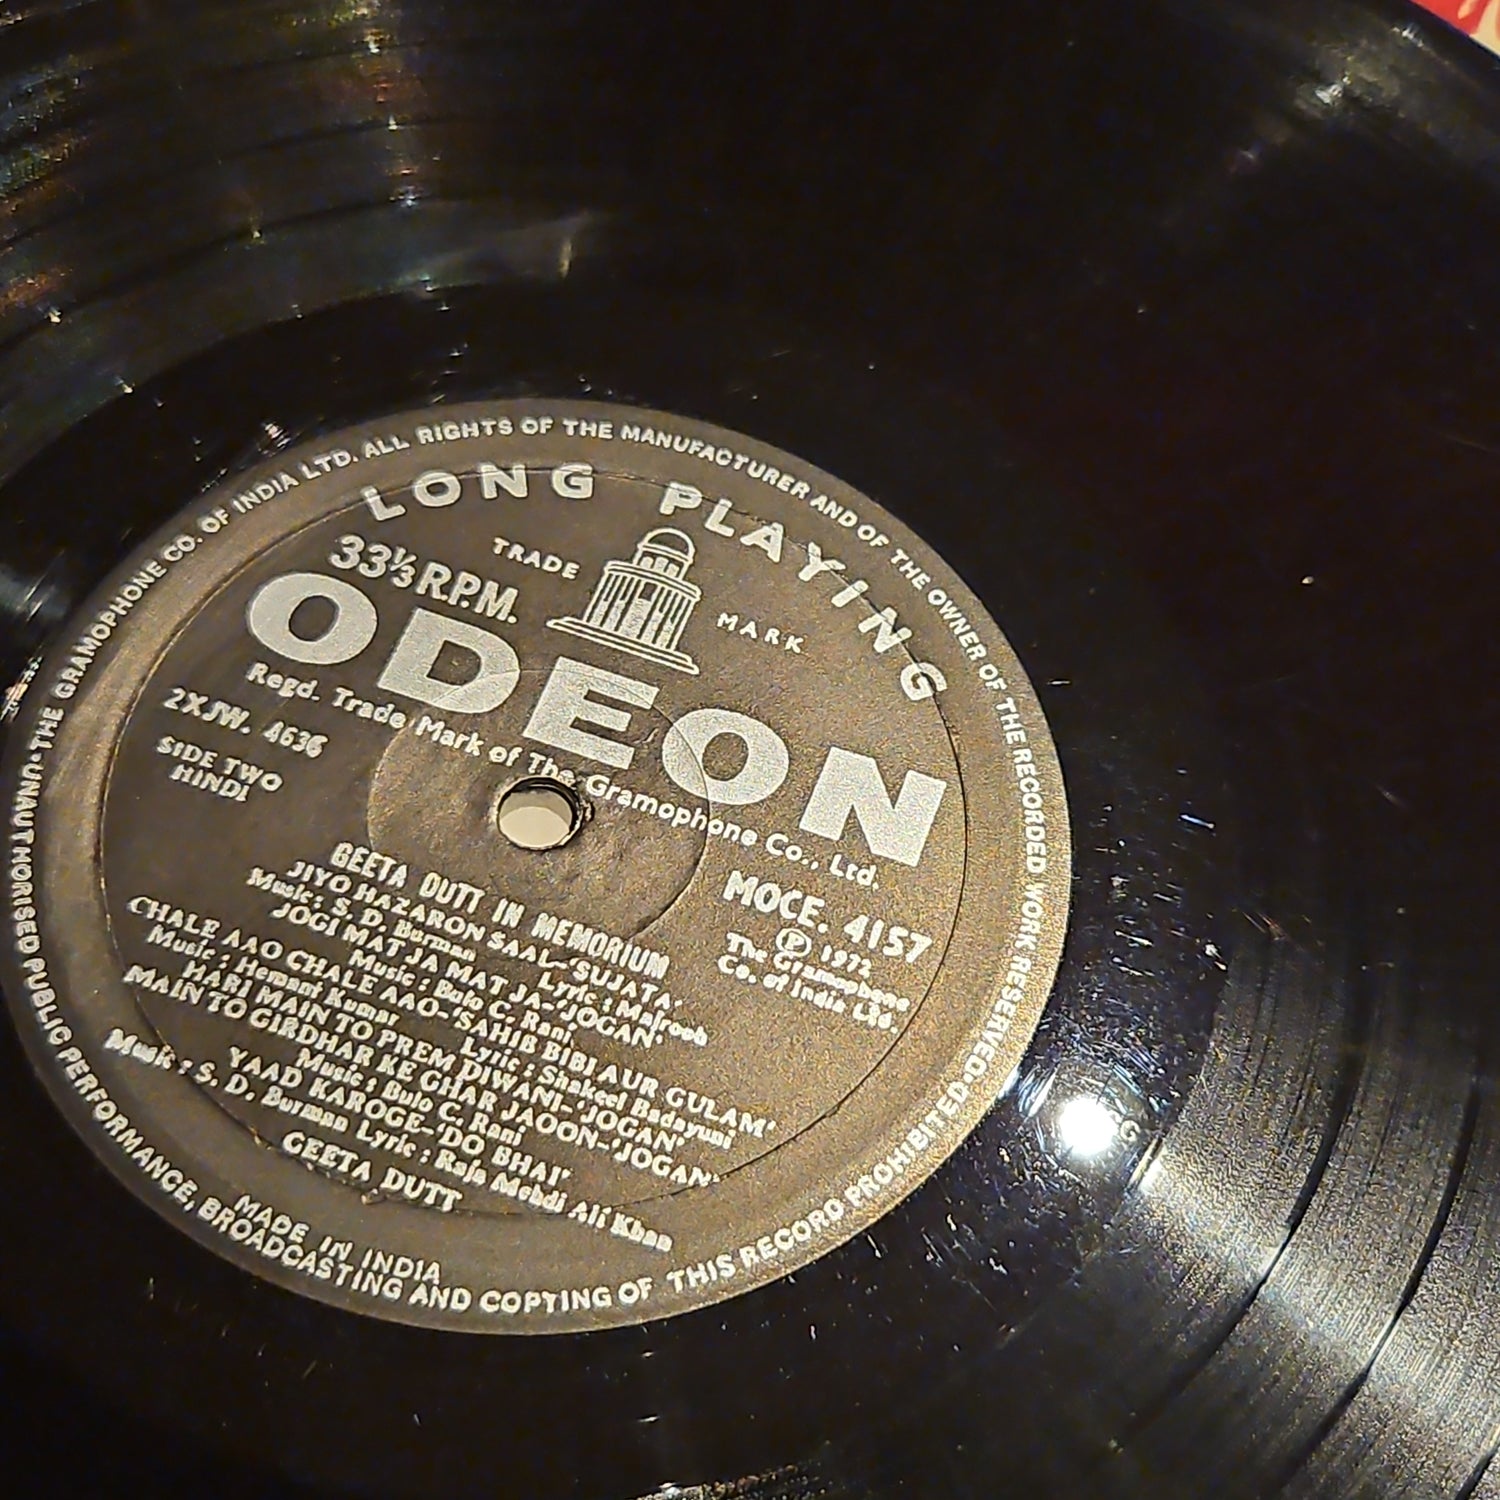 THE GRAMOPHONE CO. OF INDIA LTD. ALL RIGHTS OF THE MANUFACTURER AND OF THE OWNER OF THE RECORDED WORK RESERVED. UNAUTHORISED PUBLIC PERFORMANCE, BROADCASTING AND COPYING OF THIS RECORD PROHIBITED.
LONG PLAYING
TRADE MARK
33⅓ R.P.M.
ODEON
Regd. Trade Mark of The Gramophone Co., Ltd.
2XJW. 4636
SIDE TWO
HINDI
MOCE. 4157
Ⓟ 1972
The Gramophone
Co. of India Ltd.
GEETA DUTT IN MEMORIUM
JIYO HAZARON SAAL-'SUJATA'
Music: S. D. Burman Lyric: Majrooh
JOGI MAT JA MAT JA-'JOGAN'
Music: Bulo C. Rani
CHALE AAO CHALE AAO-'SAHIB BIBI AUR GULAM'
Music: Hemant Kumar Lyric: Shakeel Badayuni
HARI MAIN TO PREM DIWANI-'JOGAN'
MAIN TO GIRDHAR KE GHAR JAOON-'JOGAN'
Music: Bulo C. Rani
YAAD KAROGE-'DO BHAI'
Music: S. D. Burman Lyric: Raja Mehdi Ali Khan
GEETA DUTT
MADE IN INDIA